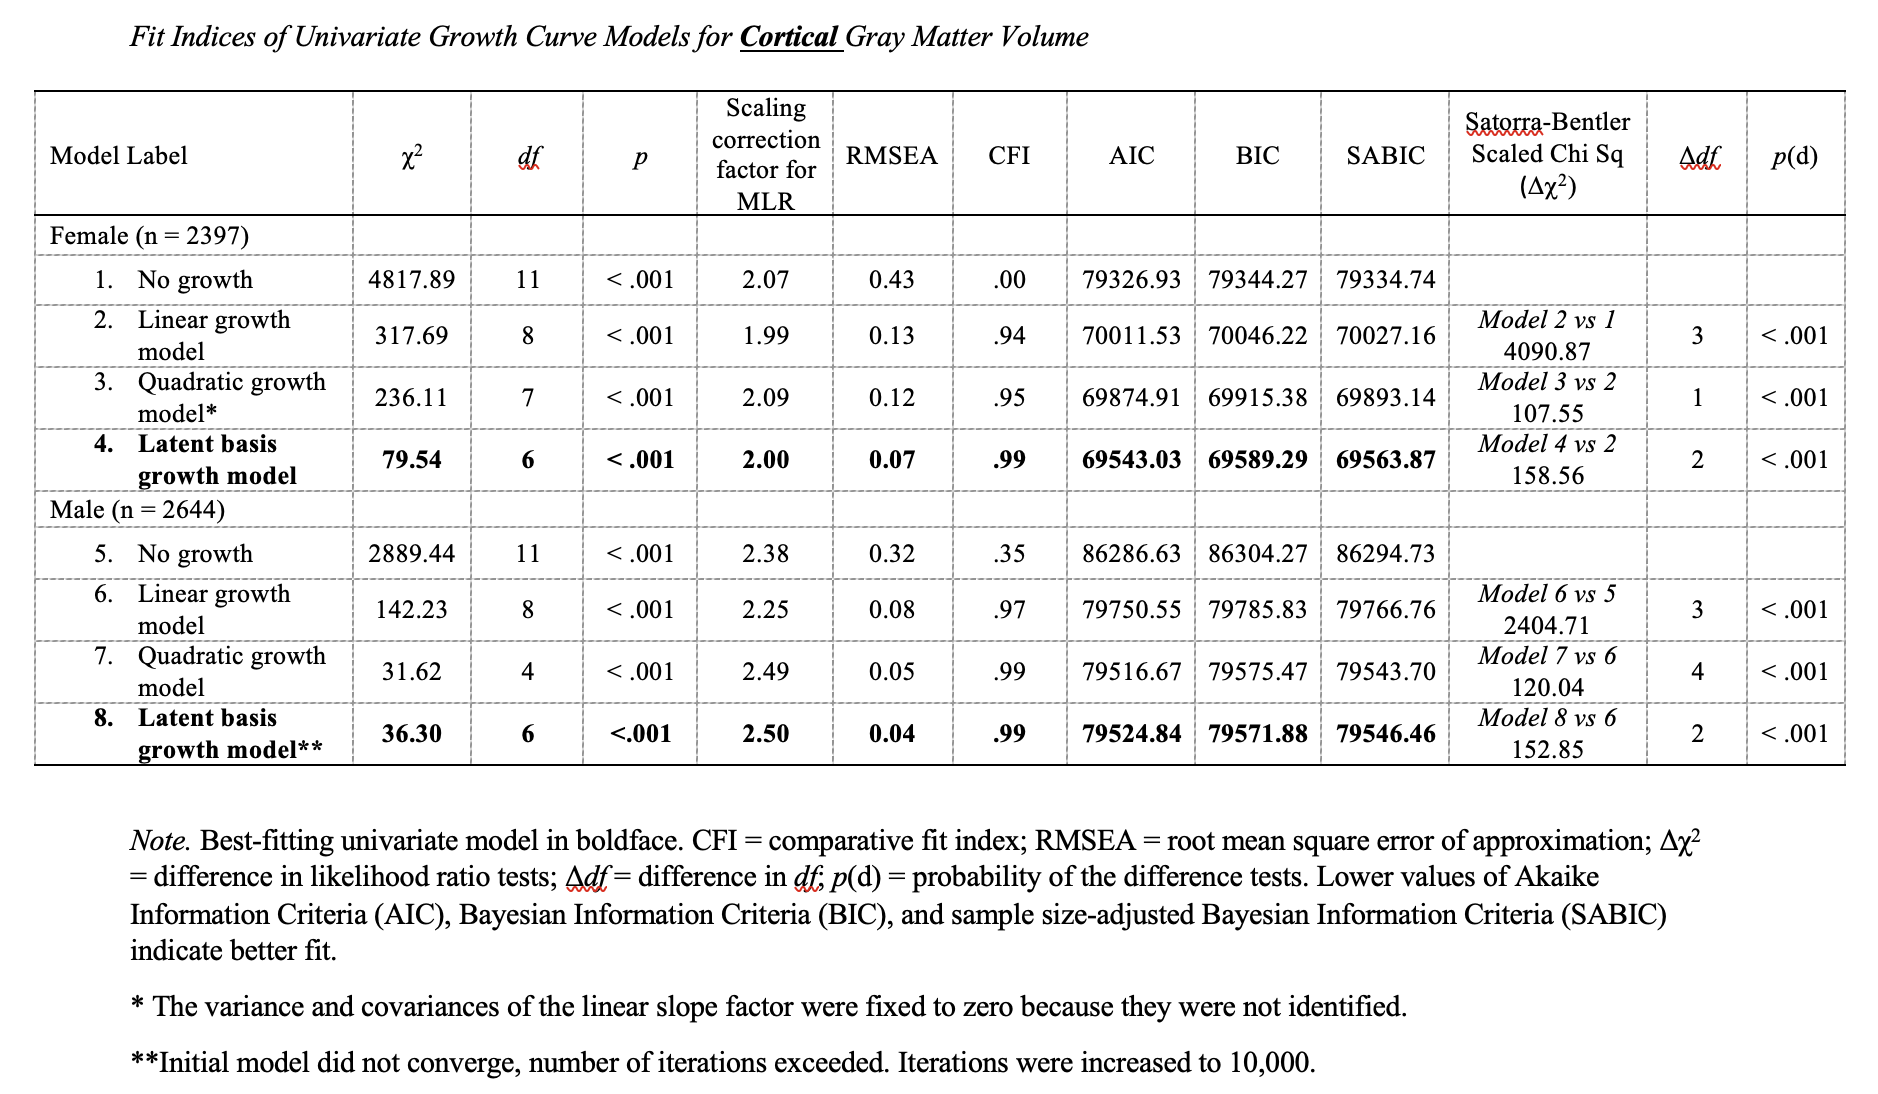 Fit Indices of Univariate Growth Curve Models for Cortical Gray Matter Volume
Model Label χ² df p Scaling correction factor for MLR RMSEA CFI AIC BIC SABIC Satorra-Bentler Scaled Chi Sq (Δχ²) Δdf p(d)
Female (n = 2397)
1. No growth 4817.89 11 < .001 2.07 0.43 .00 79326.93 79344.27 79334.74
2. Linear growth model 317.69 8 < .001 1.99 0.13 .94 70011.53 70046.22 70027.16 Model 2 vs 1 4090.87 3 < .001
3. Quadratic growth model* 236.11 7 < .001 2.09 0.12 .95 69874.91 69915.38 69893.14 Model 3 vs 2 107.55 1 < .001
4. Latent basis growth model 79.54 6 < .001 2.00 0.07 .99 69543.03 69589.29 69563.87 Model 4 vs 2 158.56 2 < .001
Male (n = 2644)
5. No growth 2889.44 11 < .001 2.38 0.32 .35 86286.63 86304.27 86294.73
6. Linear growth model 142.23 8 < .001 2.25 0.08 .97 79750.55 79785.83 79766.76 Model 6 vs 5 2404.71 3 < .001
7. Quadratic growth model 31.62 4 < .001 2.49 0.05 .99 79516.67 79575.47 79543.70 Model 7 vs 6 120.04 4 < .001
8. Latent basis growth model** 36.30 6 <.001 2.50 0.04 .99 79524.84 79571.88 79546.46 Model 8 vs 6 152.85 2 < .001
Note. Best-fitting univariate model in boldface. CFI = comparative fit index; RMSEA = root mean square error of approximation; Δχ²
= difference in likelihood ratio tests; Δdf = difference in df; p(d) = probability of the difference tests. Lower values of Akaike
Information Criteria (AIC), Bayesian Information Criteria (BIC), and sample size-adjusted Bayesian Information Criteria (SABIC)
indicate better fit.
* The variance and covariances of the linear slope factor were fixed to zero because they were not identified.
**Initial model did not converge, number of iterations exceeded. Iterations were increased to 10,000.